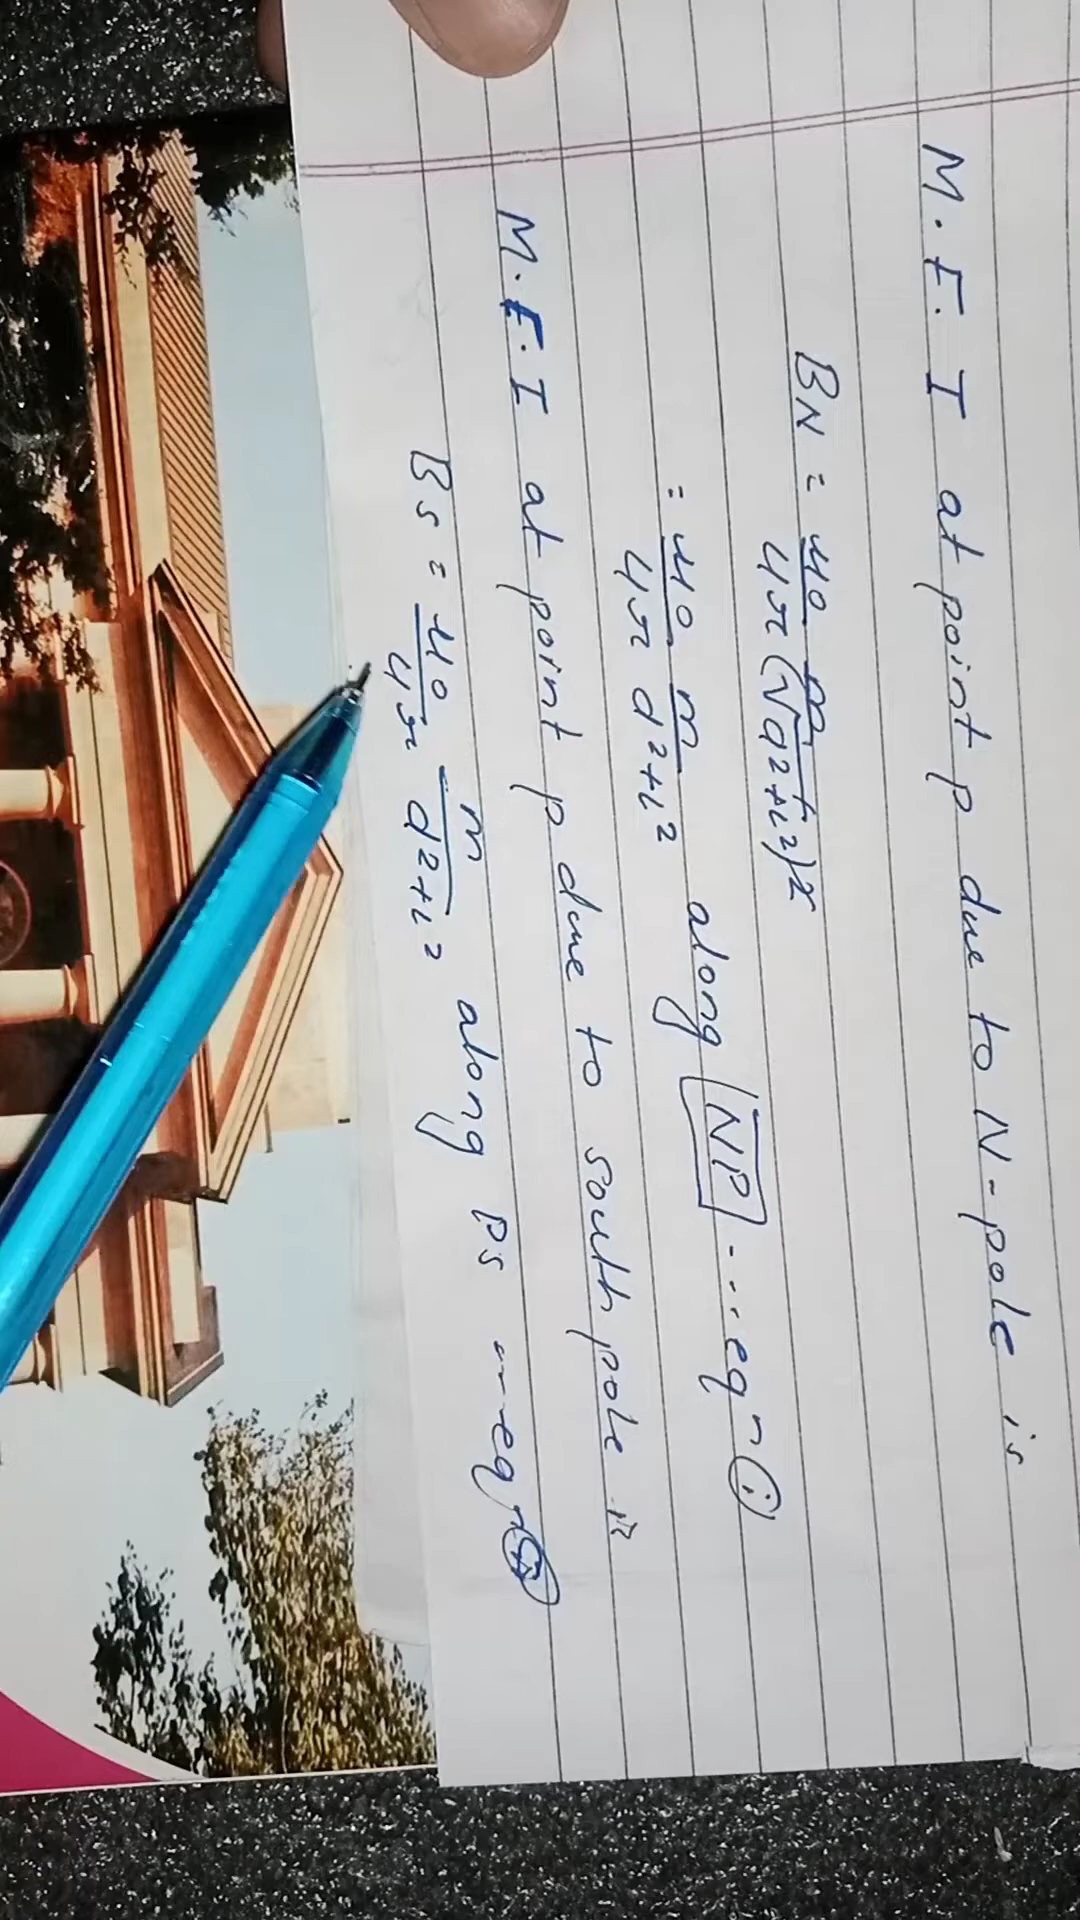 M.F.I at point P due to N-pole is
BN = μ0/4π m/(√d²+l²)²
= μ0/4π m/d²+l² along NP ... eqn (i)
M.F.I at point P due to south pole is
BS = μ0/4π m/d²+l² along PS --- eqn